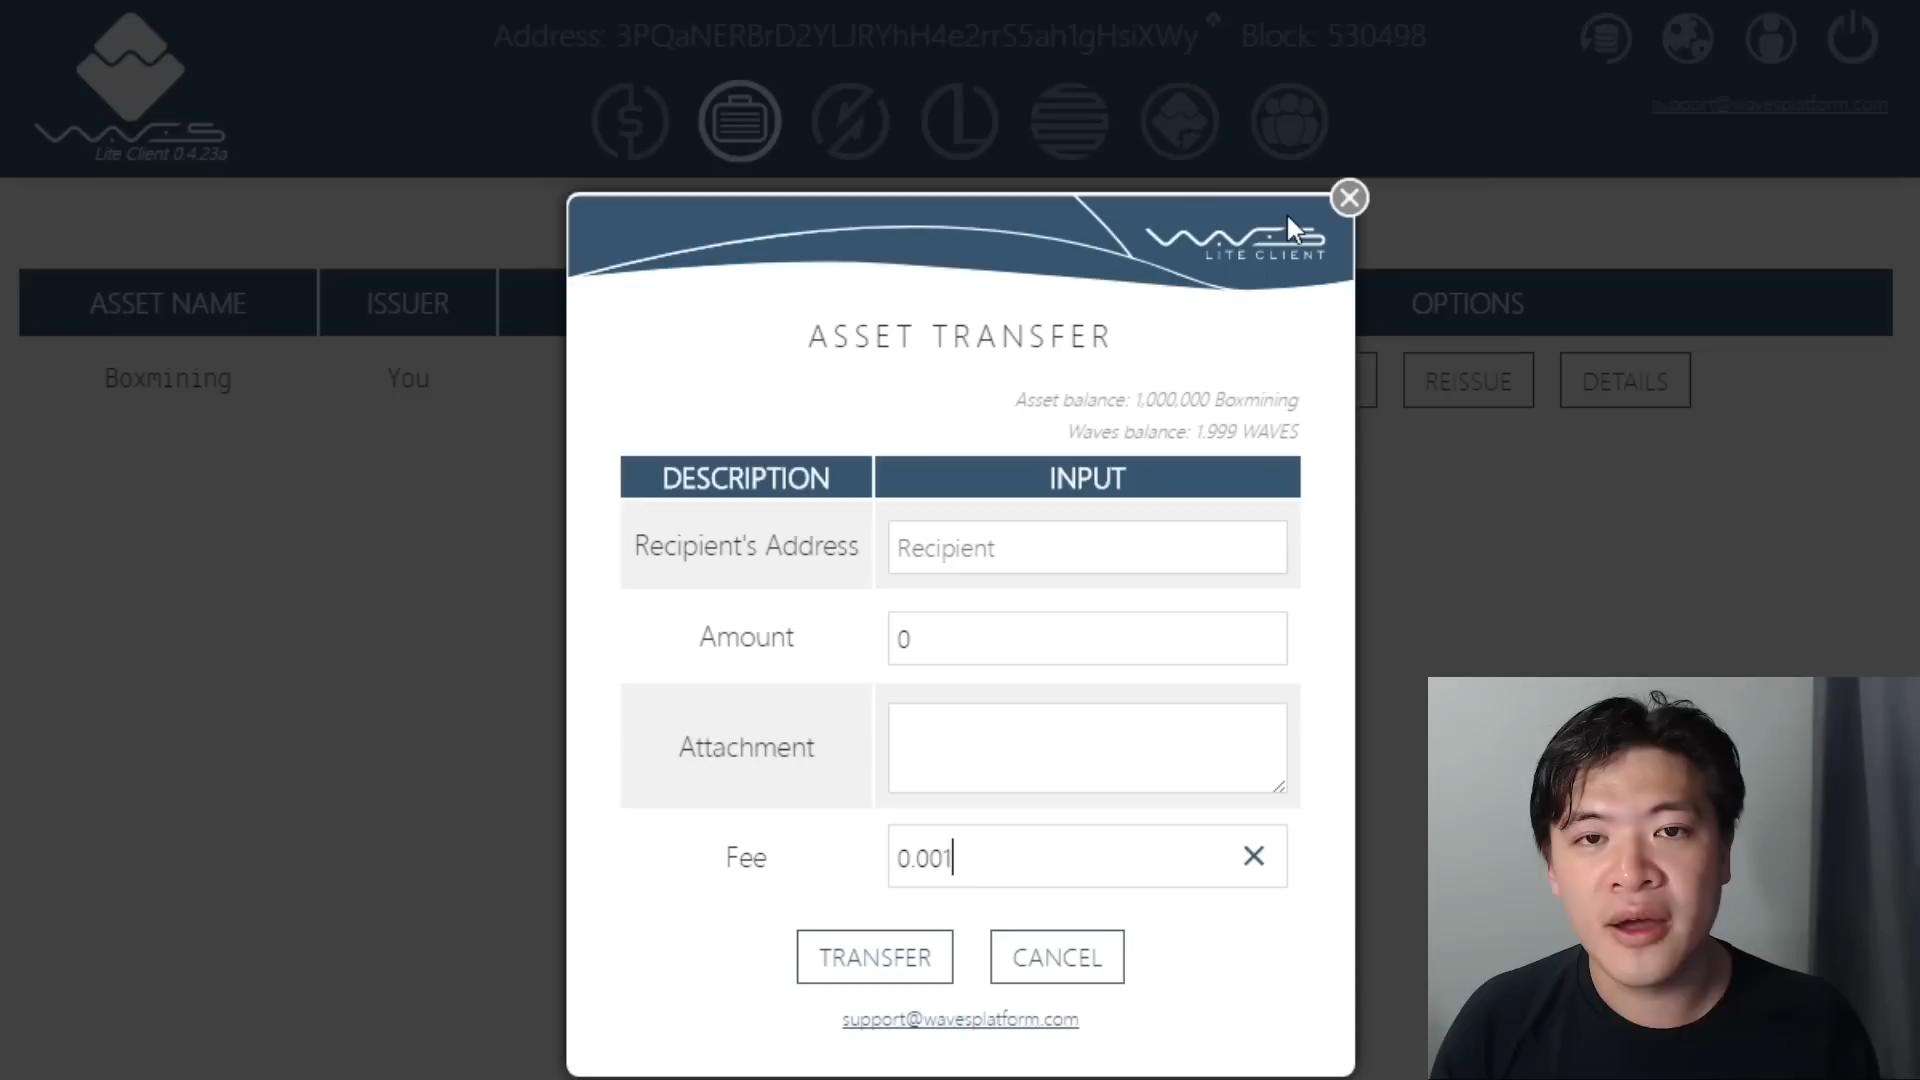 Address: 3PQaNERBrD2YLJRYhH4e2rrS5ah1gHsiXWy Block: 530498
WAVES
Lite Client 0.4.23a
support@wavesplatform.com
WAVES
LITE CLIENT
ASSET NAME ISSUER OPTIONS
Boxmining You REISSUE DETAILS
ASSET TRANSFER
Asset balance: 1,000,000 Boxmining
Waves balance: 1.999 WAVES
DESCRIPTION INPUT
Recipient's Address Recipient
Amount 0
Attachment
Fee 0.001
TRANSFER CANCEL
support@wavesplatform.com